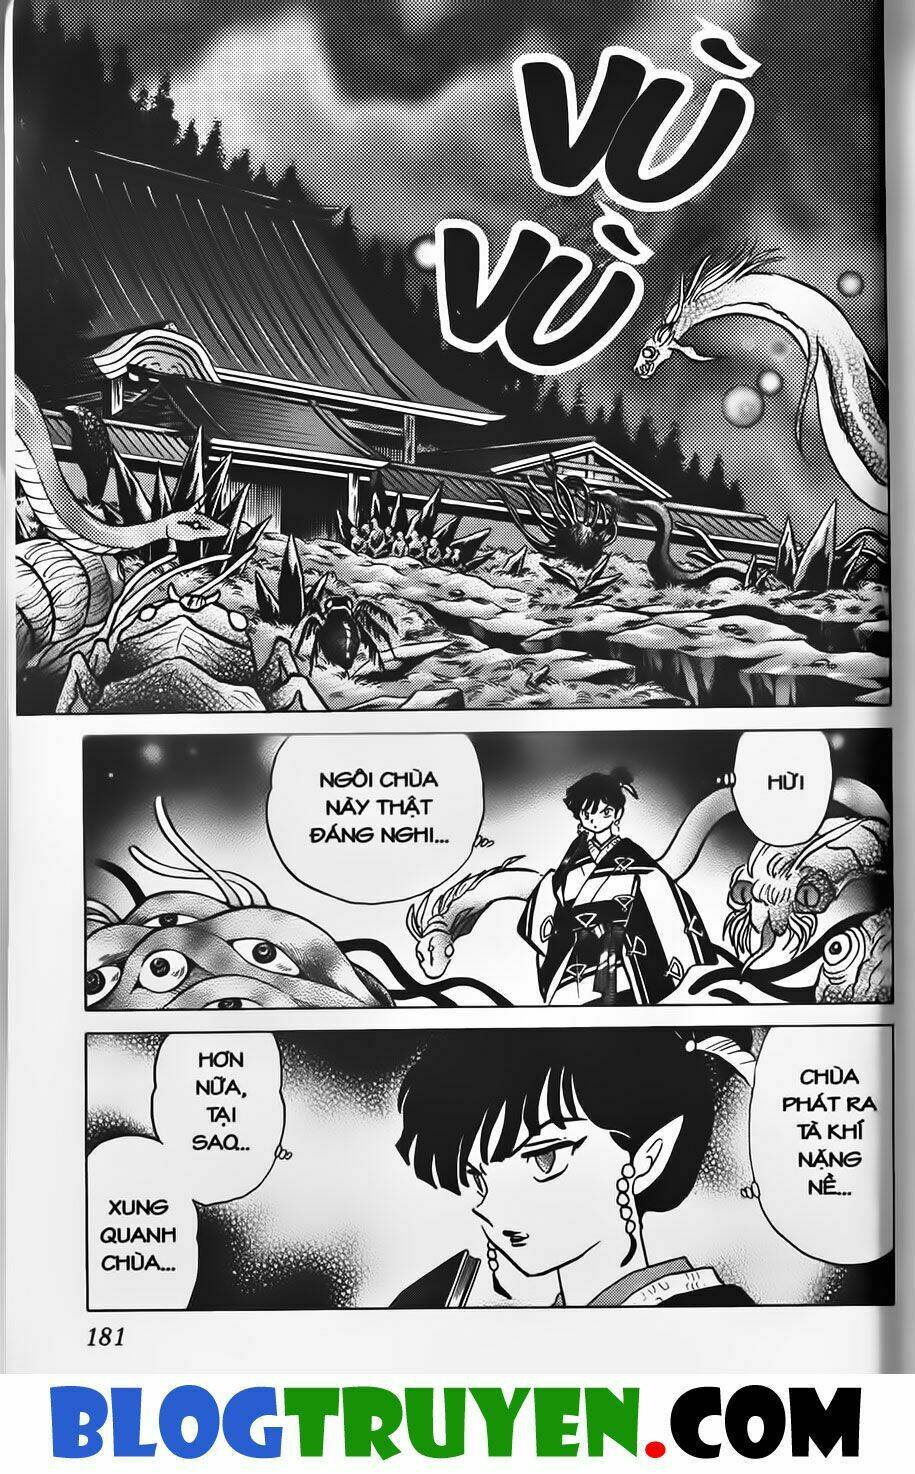 VÙ
VÙ
HỪI
NGÔI CHÙA
NÀY THẬT
ĐÁNG NGHI...
CHÙA
PHÁT RA
TÀ KHÍ
NẶNG
NỀ...
HƠN
NỮA,
TẠI
SAO...
XUNG
QUANH
CHÙA...
181
BLOGTRUYEN.COM